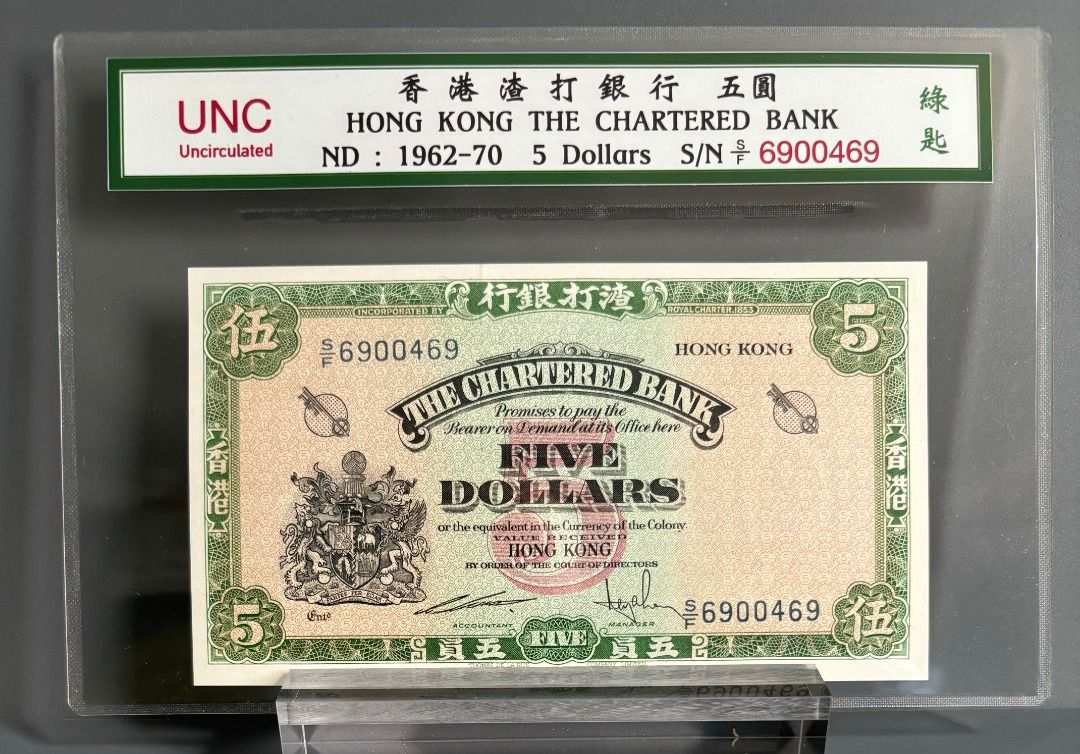 香港渣打銀行 五圓
UNC
HONG KONG THE CHARTERED BANK
綠匙
Uncirculated
ND : 1962-70 5 Dollars S/N S/F 6900469
行銀打渣
INCORPORATED BY ROYAL CHARTER 1853
伍
5
S/F 6900469
HONG KONG
THE CHARTERED BANK
Promises to pay the
Bearer on Demand at its Office here
FIVE
DOLLARS
5
香港
香港
or the equivalent in the Currency of the Colony
VALUE RECEIVED
HONG KONG
BY ORDER OF THE COURT OF DIRECTORS
Entd
S/F 6900469
ACCOUNTANT
MANAGER
5
伍
員五
FIVE
員五